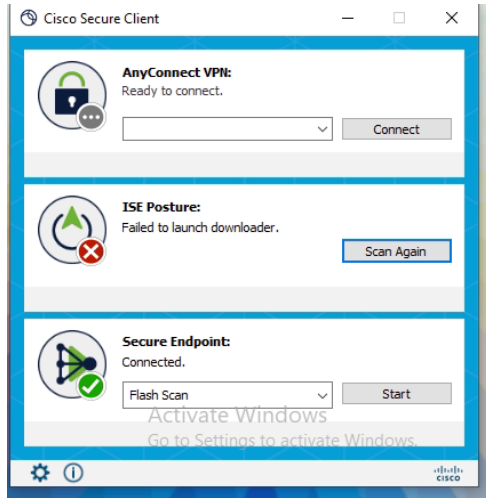 Cisco Secure Client
AnyConnect VPN:
Ready to connect.
Connect
ISE Posture:
Failed to launch downloader.
Scan Again
Secure Endpoint:
Connected.
Flash Scan
Start
Activate Windows
Go to Settings to activate Windows.
cisco